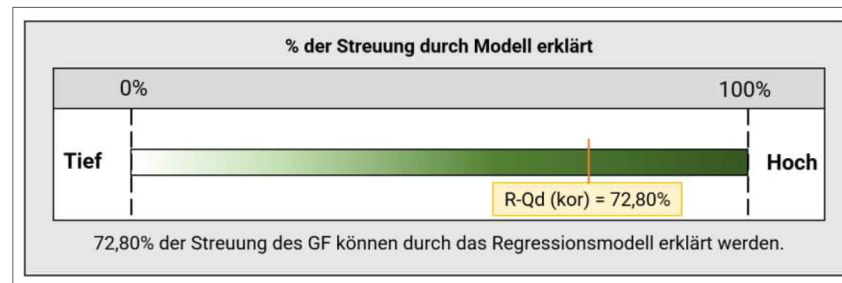 % der Streuung durch Modell erklärt
0% 100%
Tief Hoch
R-Qd (kor) = 72,80%
72,80% der Streuung des GF können durch das Regressionsmodell erklärt werden.